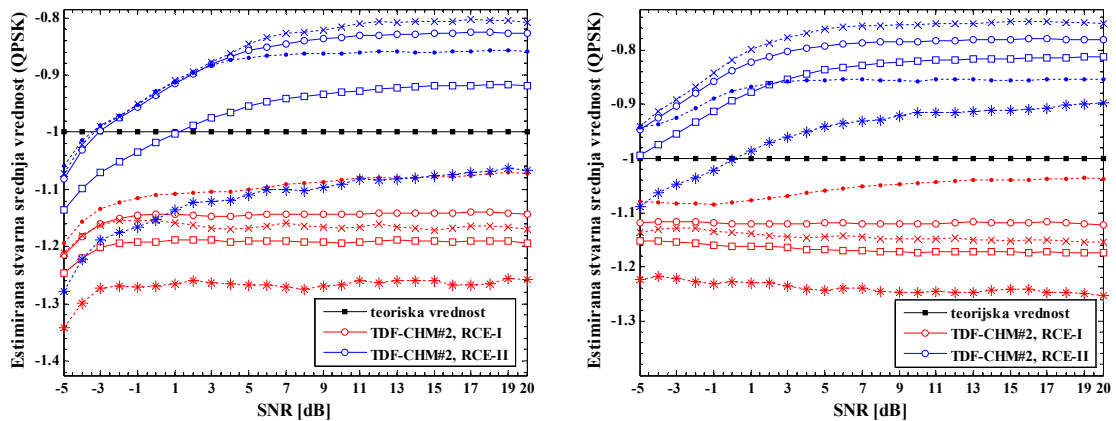 Estimirana stvarna srednja vrednost (QPSK)
-0.8
-0.9
-1
-1.1
-1.2
-1.3
-1.4
-5 -3 -1 1 3 5 7 9 11 13 15 17 19 20
SNR [dB]
teoriska vrednost
TDF-CHM#2, RCE-I
TDF-CHM#2, RCE-II
Estimirana stvarna srednja vrednost (QPSK)
-0.8
-0.9
-1
-1.1
-1.2
-1.3
-5 -3 -1 1 3 5 7 9 11 13 15 17 19 20
SNR [dB]
teorijska vrednost
TDF-CHM#2, RCE-I
TDF-CHM#2, RCE-II